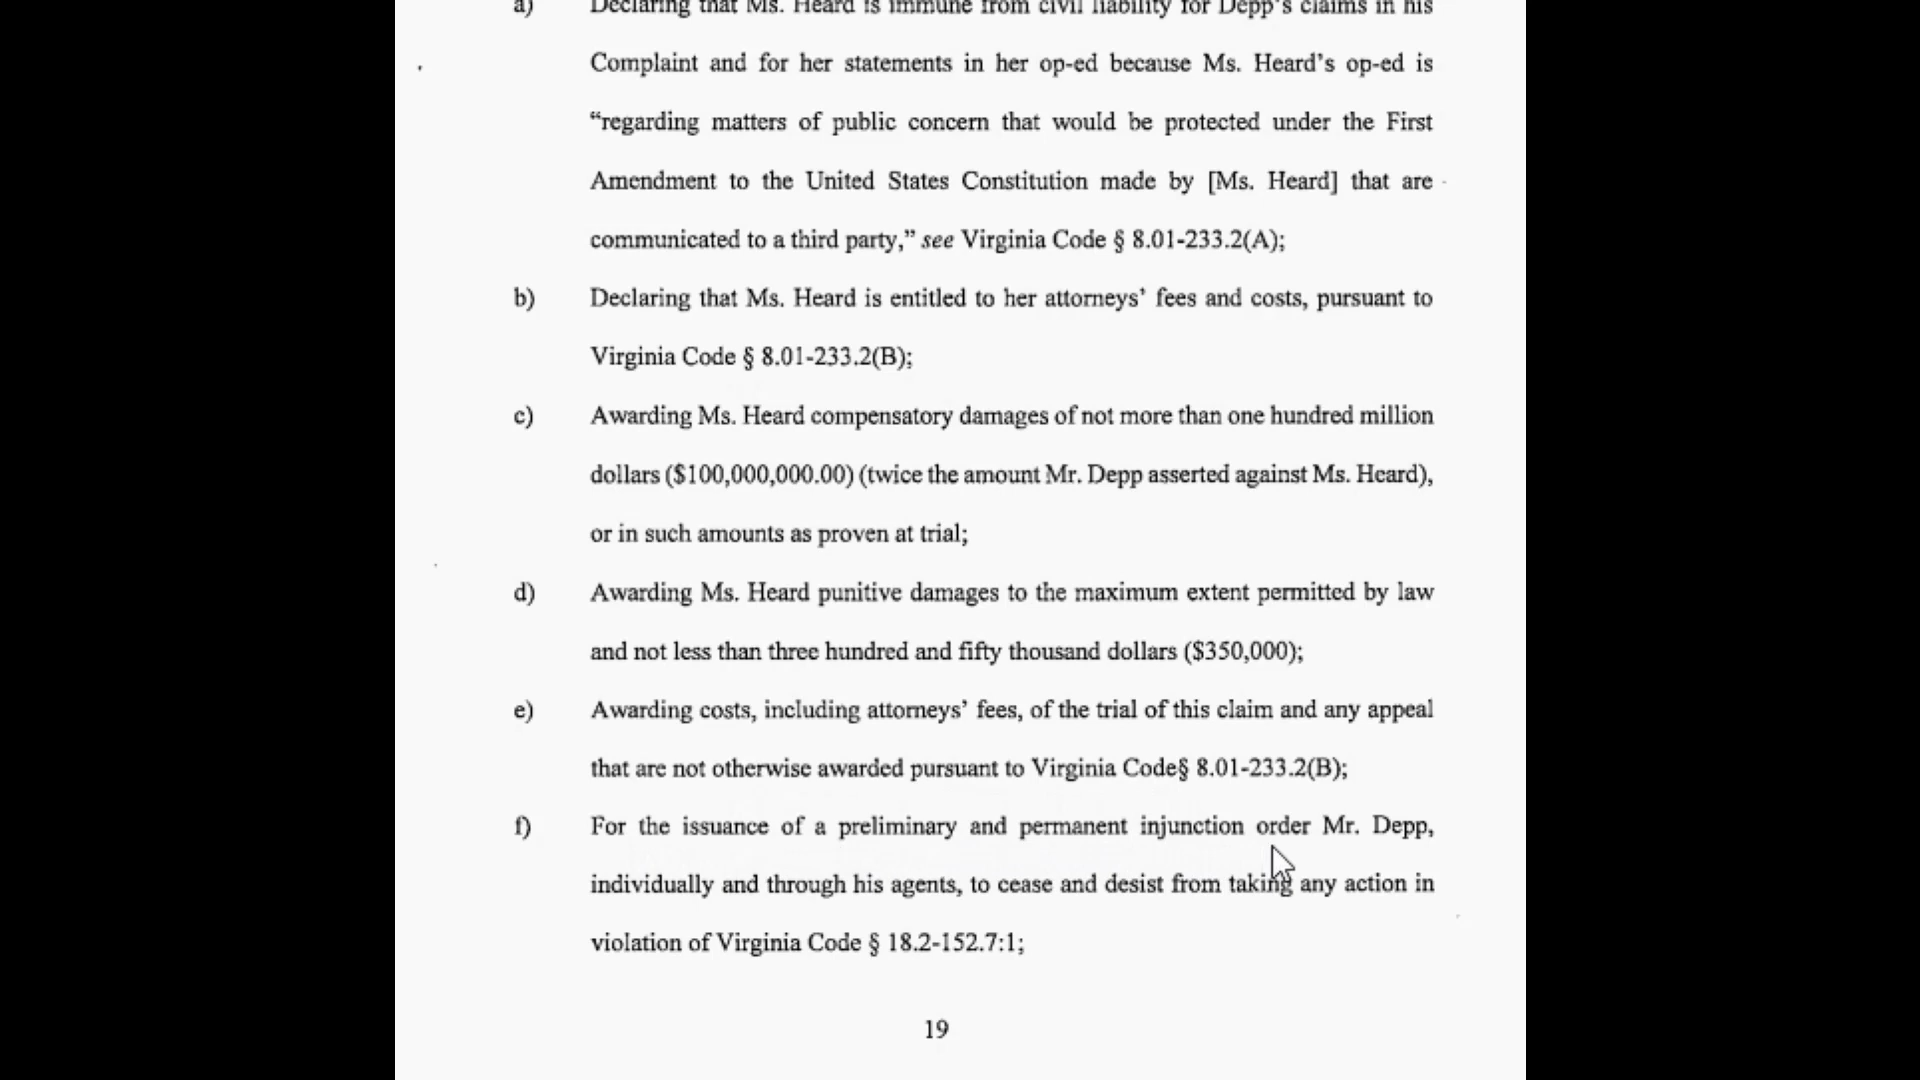 a) Declaring that Ms. Heard is immune from civil liability for Depp's claims in his
Complaint and for her statements in her op-ed because Ms. Heard's op-ed is
“regarding matters of public concern that would be protected under the First
Amendment to the United States Constitution made by [Ms. Heard] that are
communicated to a third party,” see Virginia Code § 8.01-233.2(A);
b) Declaring that Ms. Heard is entitled to her attorneys' fees and costs, pursuant to
Virginia Code § 8.01-233.2(B);
c) Awarding Ms. Heard compensatory damages of not more than one hundred million
dollars ($100,000,000.00) (twice the amount Mr. Depp asserted against Ms. Heard),
or in such amounts as proven at trial;
d) Awarding Ms. Heard punitive damages to the maximum extent permitted by law
and not less than three hundred and fifty thousand dollars ($350,000);
e) Awarding costs, including attorneys' fees, of the trial of this claim and any appeal
that are not otherwise awarded pursuant to Virginia Code§ 8.01-233.2(B);
f) For the issuance of a preliminary and permanent injunction order Mr. Depp,
individually and through his agents, to cease and desist from taking any action in
violation of Virginia Code § 18.2-152.7:1;
19